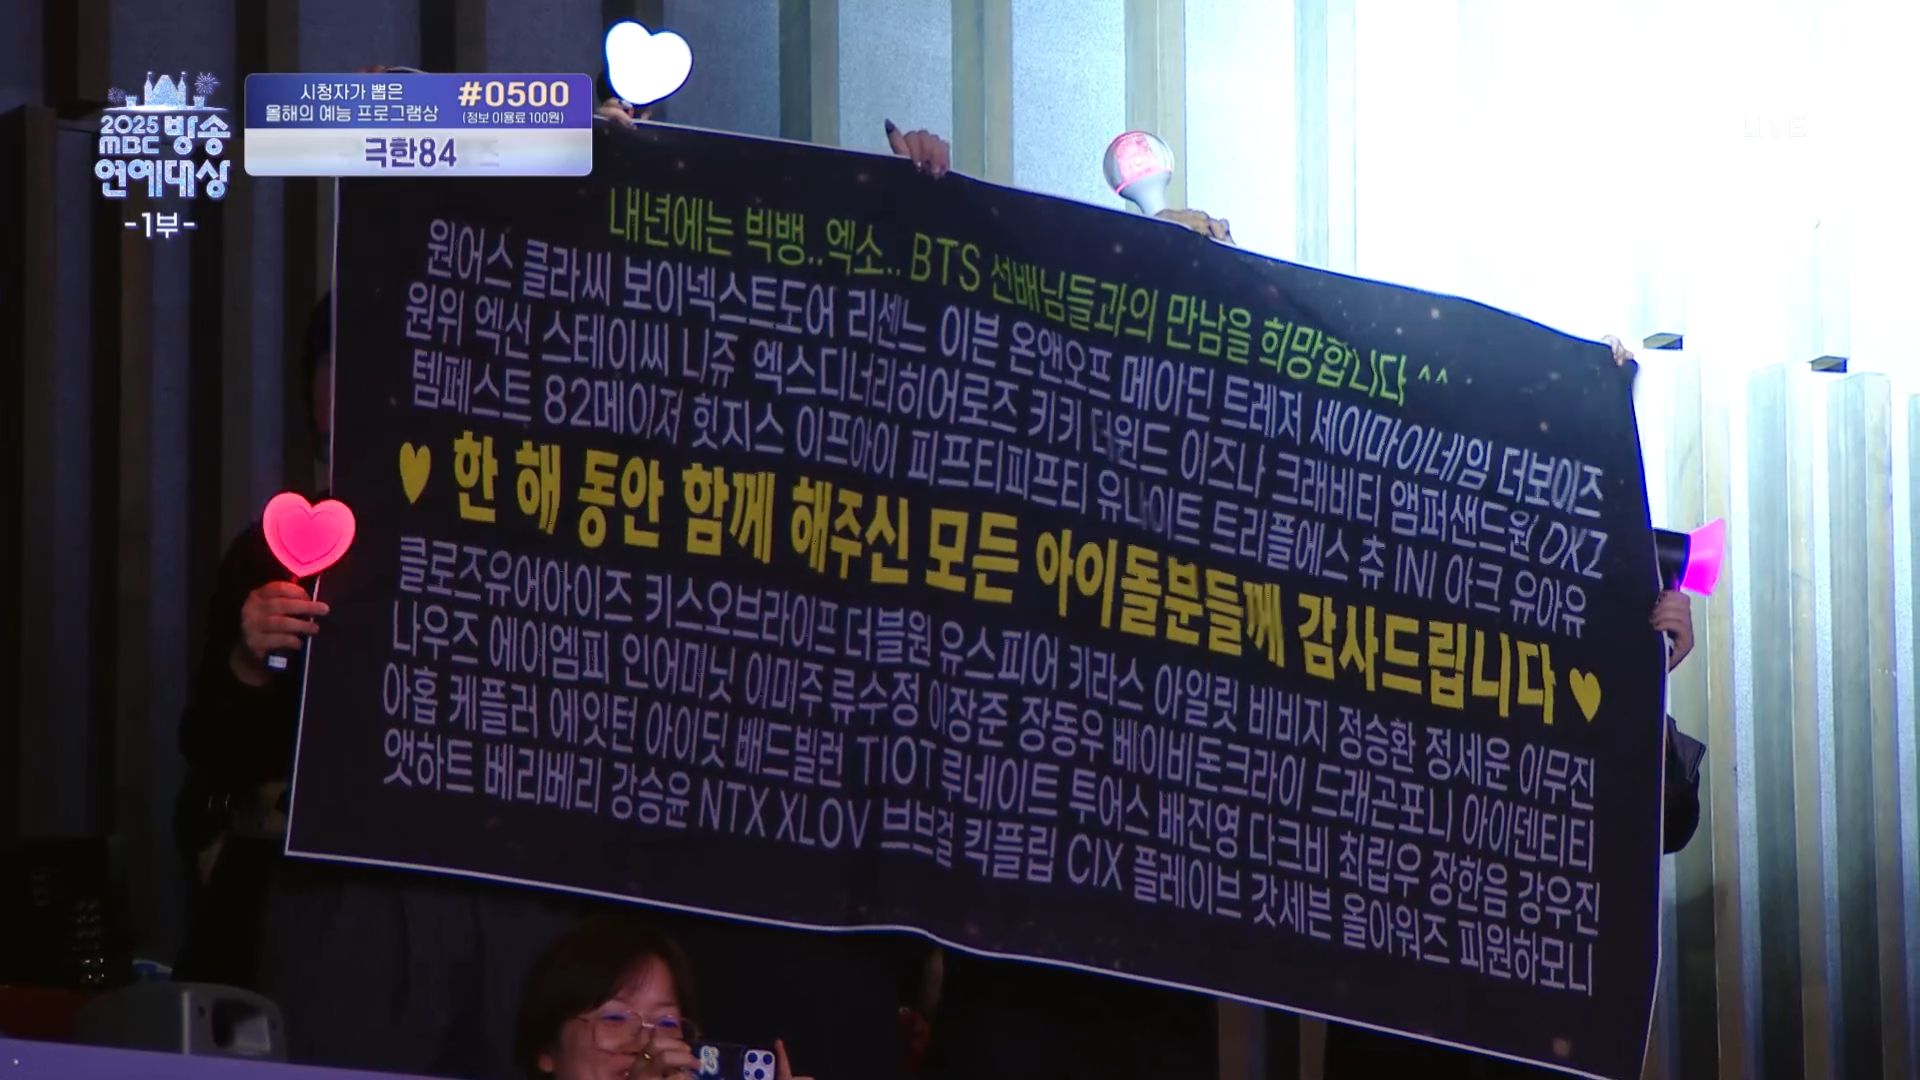 2025 MBC 방송
연예대상
-1부-
시청자가 뽑은
올해의 예능 프로그램상
#0500
(정보 이용료 100원)
극한84
LIVE
내년에는 빅뱅..엑소.. BTS 선배님들과의 만남을 희망합니다^^
원어스 클라씨 보이넥스트도어 리센느 이븐 온앤오프 메이딘 트레저 세이마이네임 더보이즈
원위 엑신 스테이씨 니쥬 엑스디너리히어로즈 키키 더윈드 이즈나 크래비티 앰퍼샌드원 DXZ
템페스트 82메이저 힛지스 이프아이 피프티피프티 유나이트 트리플에스 츄 INI 아크 유아유
♥ 한 해 동안 함께 해주신 모든 아이돌분들께 감사드립니다 ♥
클로즈유어아이즈 키스오브라이프 더블원 유스피어 키라스 아일릿 비비지 정승환 정세운 이무진
나우즈 에이엠피 인어미닛 이미주 류수정 이장준 장동우 베이비돈크라이 드래곤포니 아이덴티티
아홉 케플러 에잇턴 아이딧 배드빌런 TIOT 루네이트 투어스 배진영 다크비 최립우 장한음 강우진
앳하트 베리베리 강승윤 NTX XLOV 브브걸 킥플립 CIX 플레이브 갓세븐 올아워즈 피원하모니